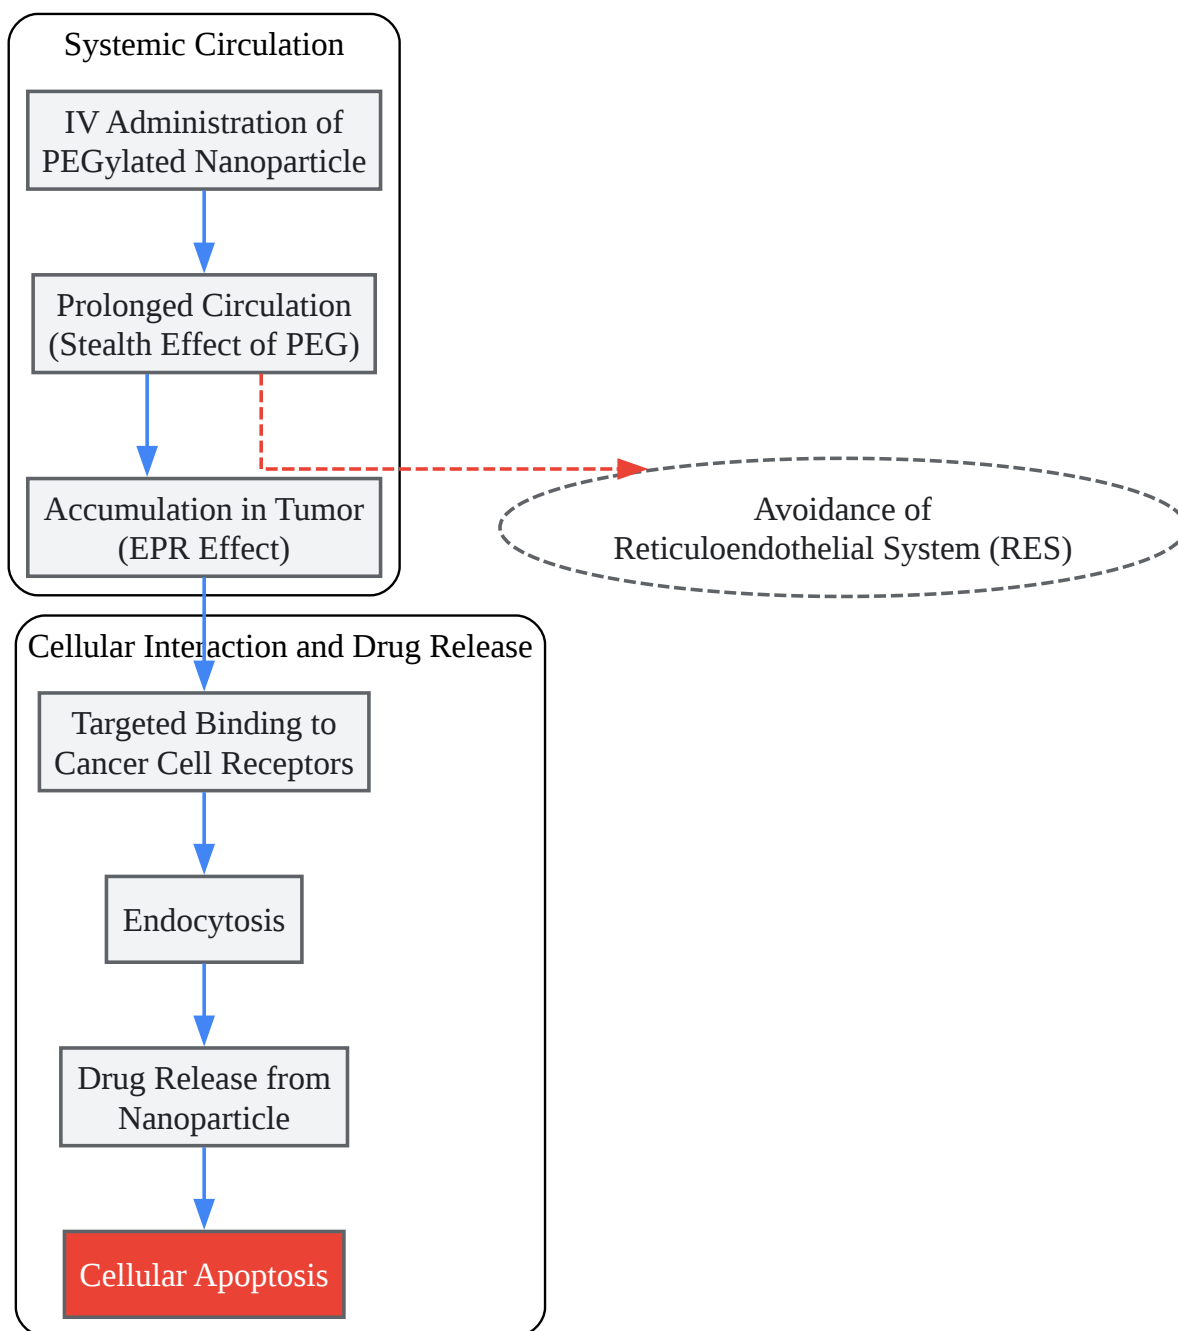 Systemic Circulation
IV Administration of
PEGylated Nanoparticle
Prolonged Circulation
(Stealth Effect of PEG)
Accumulation in Tumor
(EPR Effect)
Avoidance of
Reticuloendothelial System (RES)
Cellular Interaction and Drug Release
Targeted Binding to
Cancer Cell Receptors
Endocytosis
Drug Release from
Nanoparticle
Cellular Apoptosis